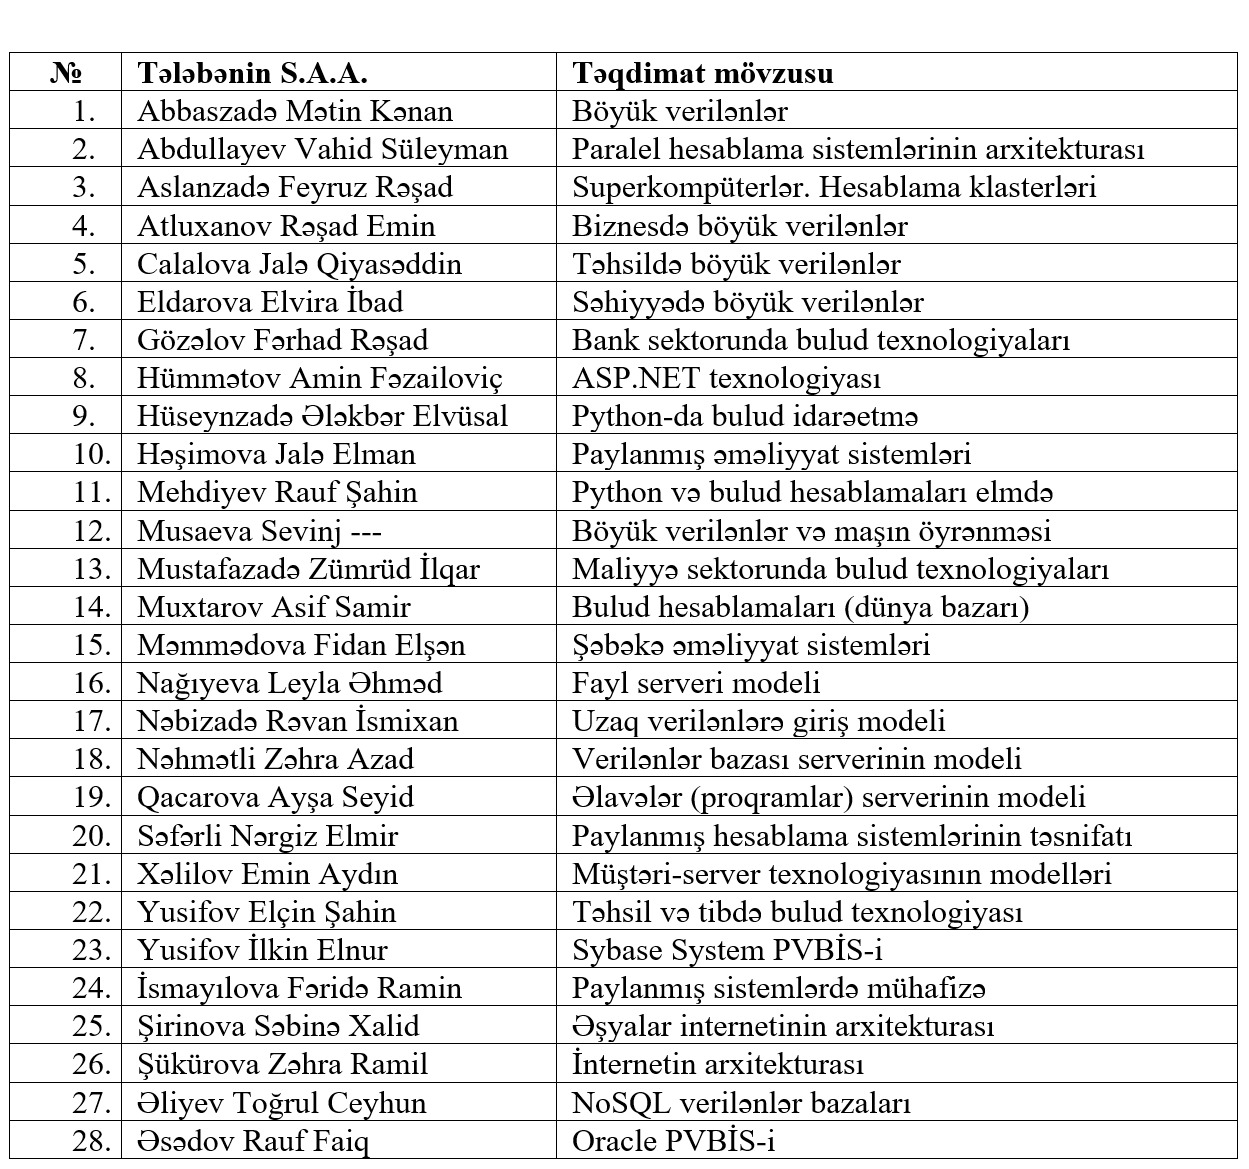 № Tələbənin S.A.A. Təqdimat mövzusu
1. Abbaszadə Mətin Kənan Böyük verilənlər
2. Abdullayev Vahid Süleyman Paralel hesablama sistemlərinin arxitekturası
3. Aslanzadə Feyruz Rəşad Superkompüterlər. Hesablama klasterləri
4. Atluxanov Rəşad Emin Biznesdə böyük verilənlər
5. Calalova Jalə Qiyasəddin Təhsildə böyük verilənlər
6. Eldarova Elvira İbad Səhiyyədə böyük verilənlər
7. Gözəlov Fərhad Rəşad Bank sektorunda bulud texnologiyaları
8. Hümmətov Amin Fəzailoviç ASP.NET texnologiyası
9. Hüseynzadə Ələkbər Elvüsal Python-da bulud idarəetmə
10. Həşimova Jalə Elman Paylanmış əməliyyat sistemləri
11. Mehdiyev Rauf Şahin Python və bulud hesablamaları elmdə
12. Musaeva Sevinj --- Böyük verilənlər və maşın öyrənməsi
13. Mustafazadə Zümrüd İlqar Maliyyə sektorunda bulud texnologiyaları
14. Muxtarov Asif Samir Bulud hesablamaları (dünya bazarı)
15. Məmmədova Fidan Elşən Şəbəkə əməliyyat sistemləri
16. Nağıyeva Leyla Əhməd Fayl serveri modeli
17. Nəbizadə Rəvan İsmixan Uzaq verilənlərə giriş modeli
18. Nəhmətli Zəhra Azad Verilənlər bazası serverinin modeli
19. Qacarova Ayşa Seyid Əlavələr (proqramlar) serverinin modeli
20. Səfərli Nərgiz Elmir Paylanmış hesablama sistemlərinin təsnifatı
21. Xəlilov Emin Aydın Müştəri-server texnologiyasının modelləri
22. Yusifov Elçin Şahin Təhsil və tibdə bulud texnologiyası
23. Yusifov İlkin Elnur Sybase System PVBİS-i
24. İsmayılova Fəridə Ramin Paylanmış sistemlərdə mühafizə
25. Şirinova Səbinə Xalid Əşyalar internetinin arxitekturası
26. Şükürova Zəhra Ramil İnternetin arxitekturası
27. Əliyev Toğrul Ceyhun NoSQL verilənlər bazaları
28. Əsədov Rauf Faiq Oracle PVBİS-i